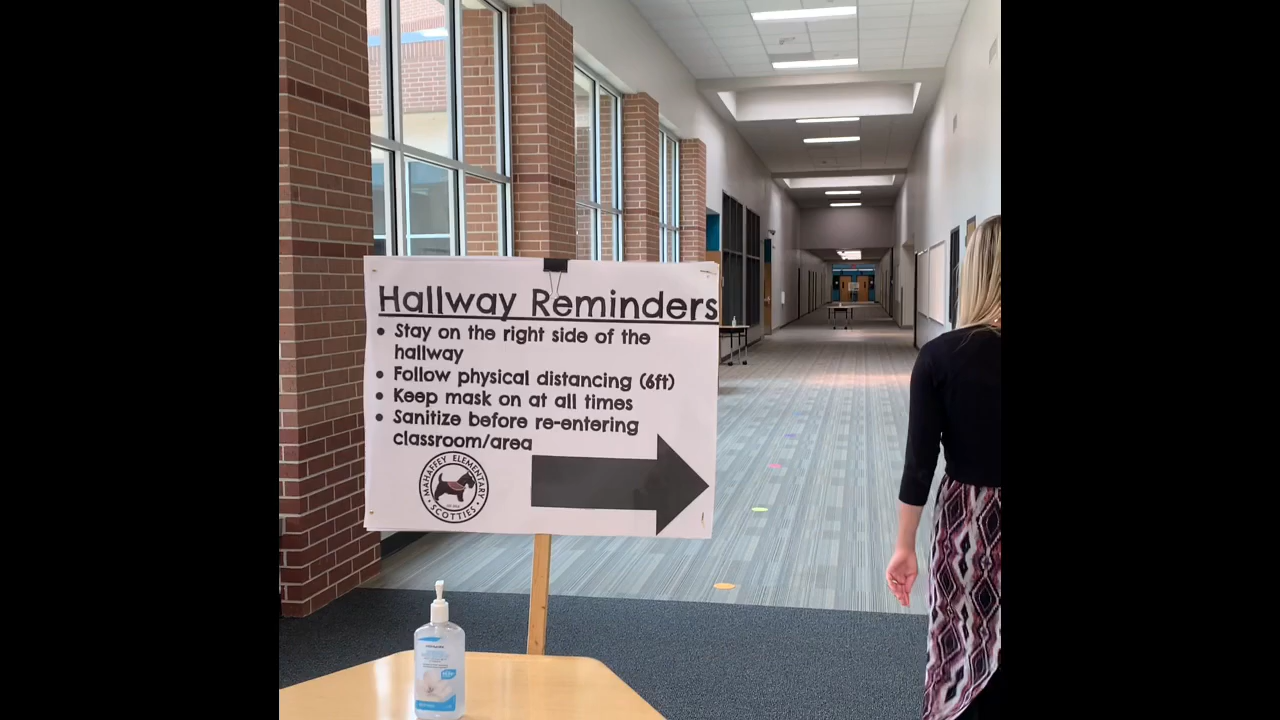 Hallway Reminders
• Stay on the right side of the
hallway
• Follow physical distancing (6ft)
• Keep mask on at all times
• Sanitize before re-entering
classroom/area
MAHAFFEY ELEMENTARY
SCOTTIES